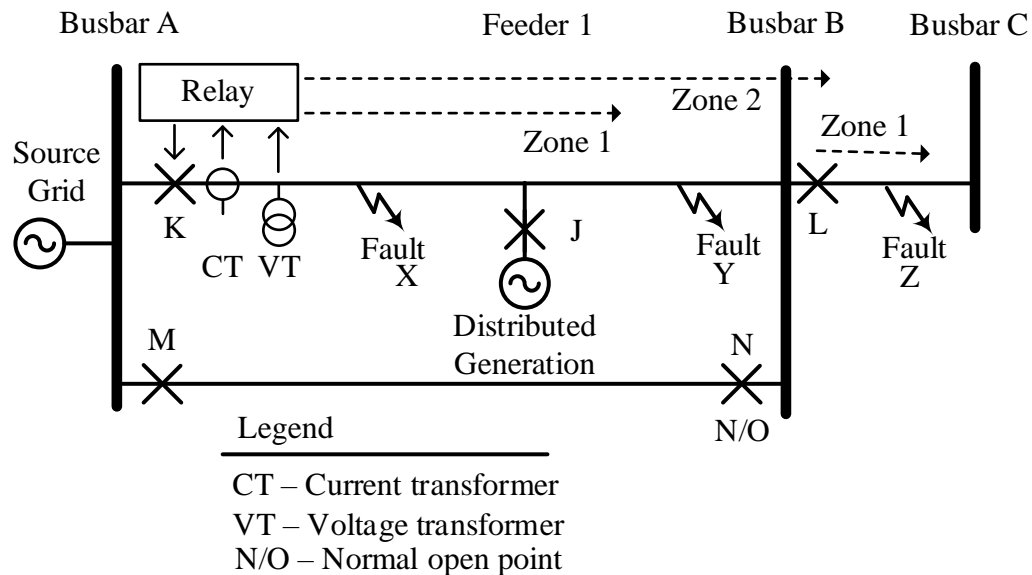 Busbar A
Feeder 1
Busbar B
Busbar C
Relay
Zone 2
Zone 1
Zone 1
Source
Grid
K
CT
VT
Fault
X
J
Fault
Y
L
Fault
Z
Distributed
Generation
M
N
N/O
Legend
CT – Current transformer
VT – Voltage transformer
N/O – Normal open point